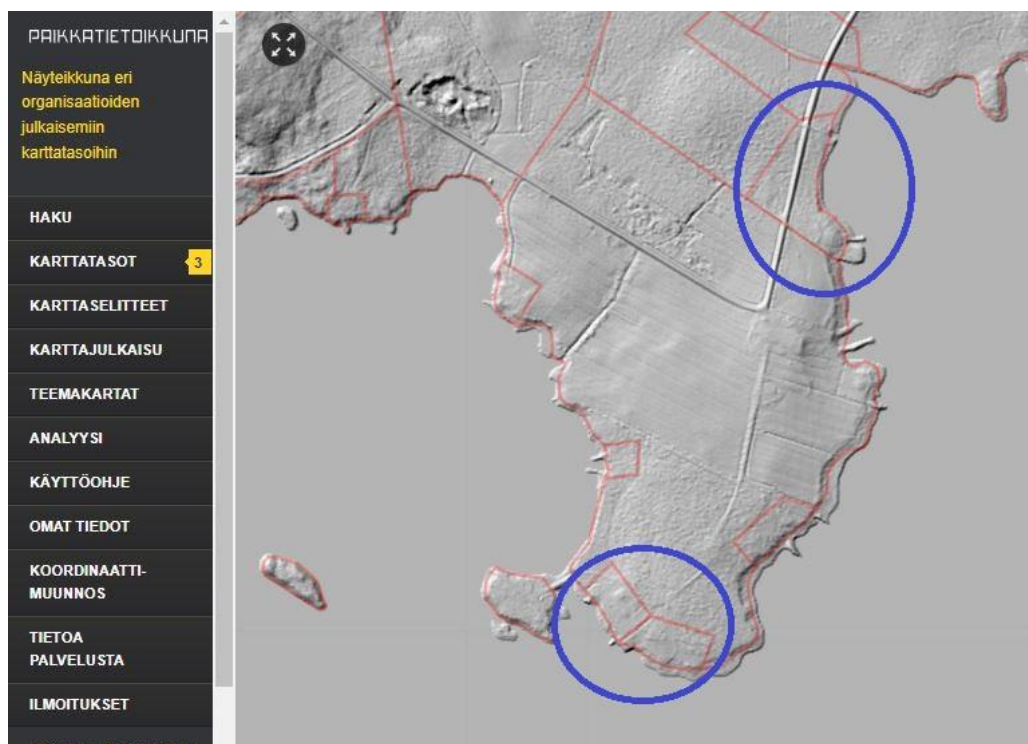 PAIKKATIETOIKKUNA
Näyteikkuna eri
organisaatioiden
julkaisemiin
karttatasoihin
HAKU
KARTTATASOT 3
KARTTASELITTEET
KARTTAJULKAISU
TEEMAKARTAT
ANALYYSI
KÄYTTÖOHJE
OMAT TIEDOT
KOORDINAATTI-
MUUNNOS
TIETOA
PALVELUSTA
ILMOITUKSET